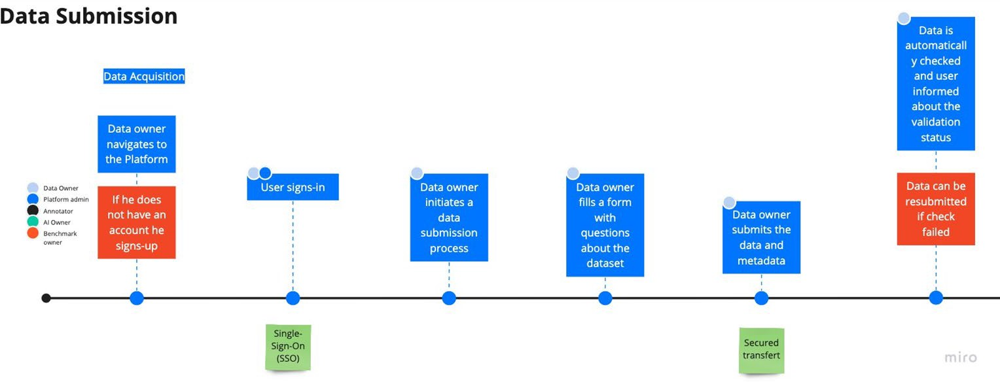 Data Submission
Data Acquisition
Data owner
navigates to
the Platform
If he does
not have an
account he
signs-up
Data Owner
Platform admin
Annotator
AI Owner
Benchmark
owner
User signs-in
Single-
Sign-On
(SSO)
Data owner
initiates a
data
submission
process
Data owner
fills a form
with
questions
about the
dataset
Data owner
submits the
data and
metadata
Secured
transfert
Data is
automaticall
y checked
and user
informed
about the
validation
status
Data can be
resubmitted
if check
failed
miro